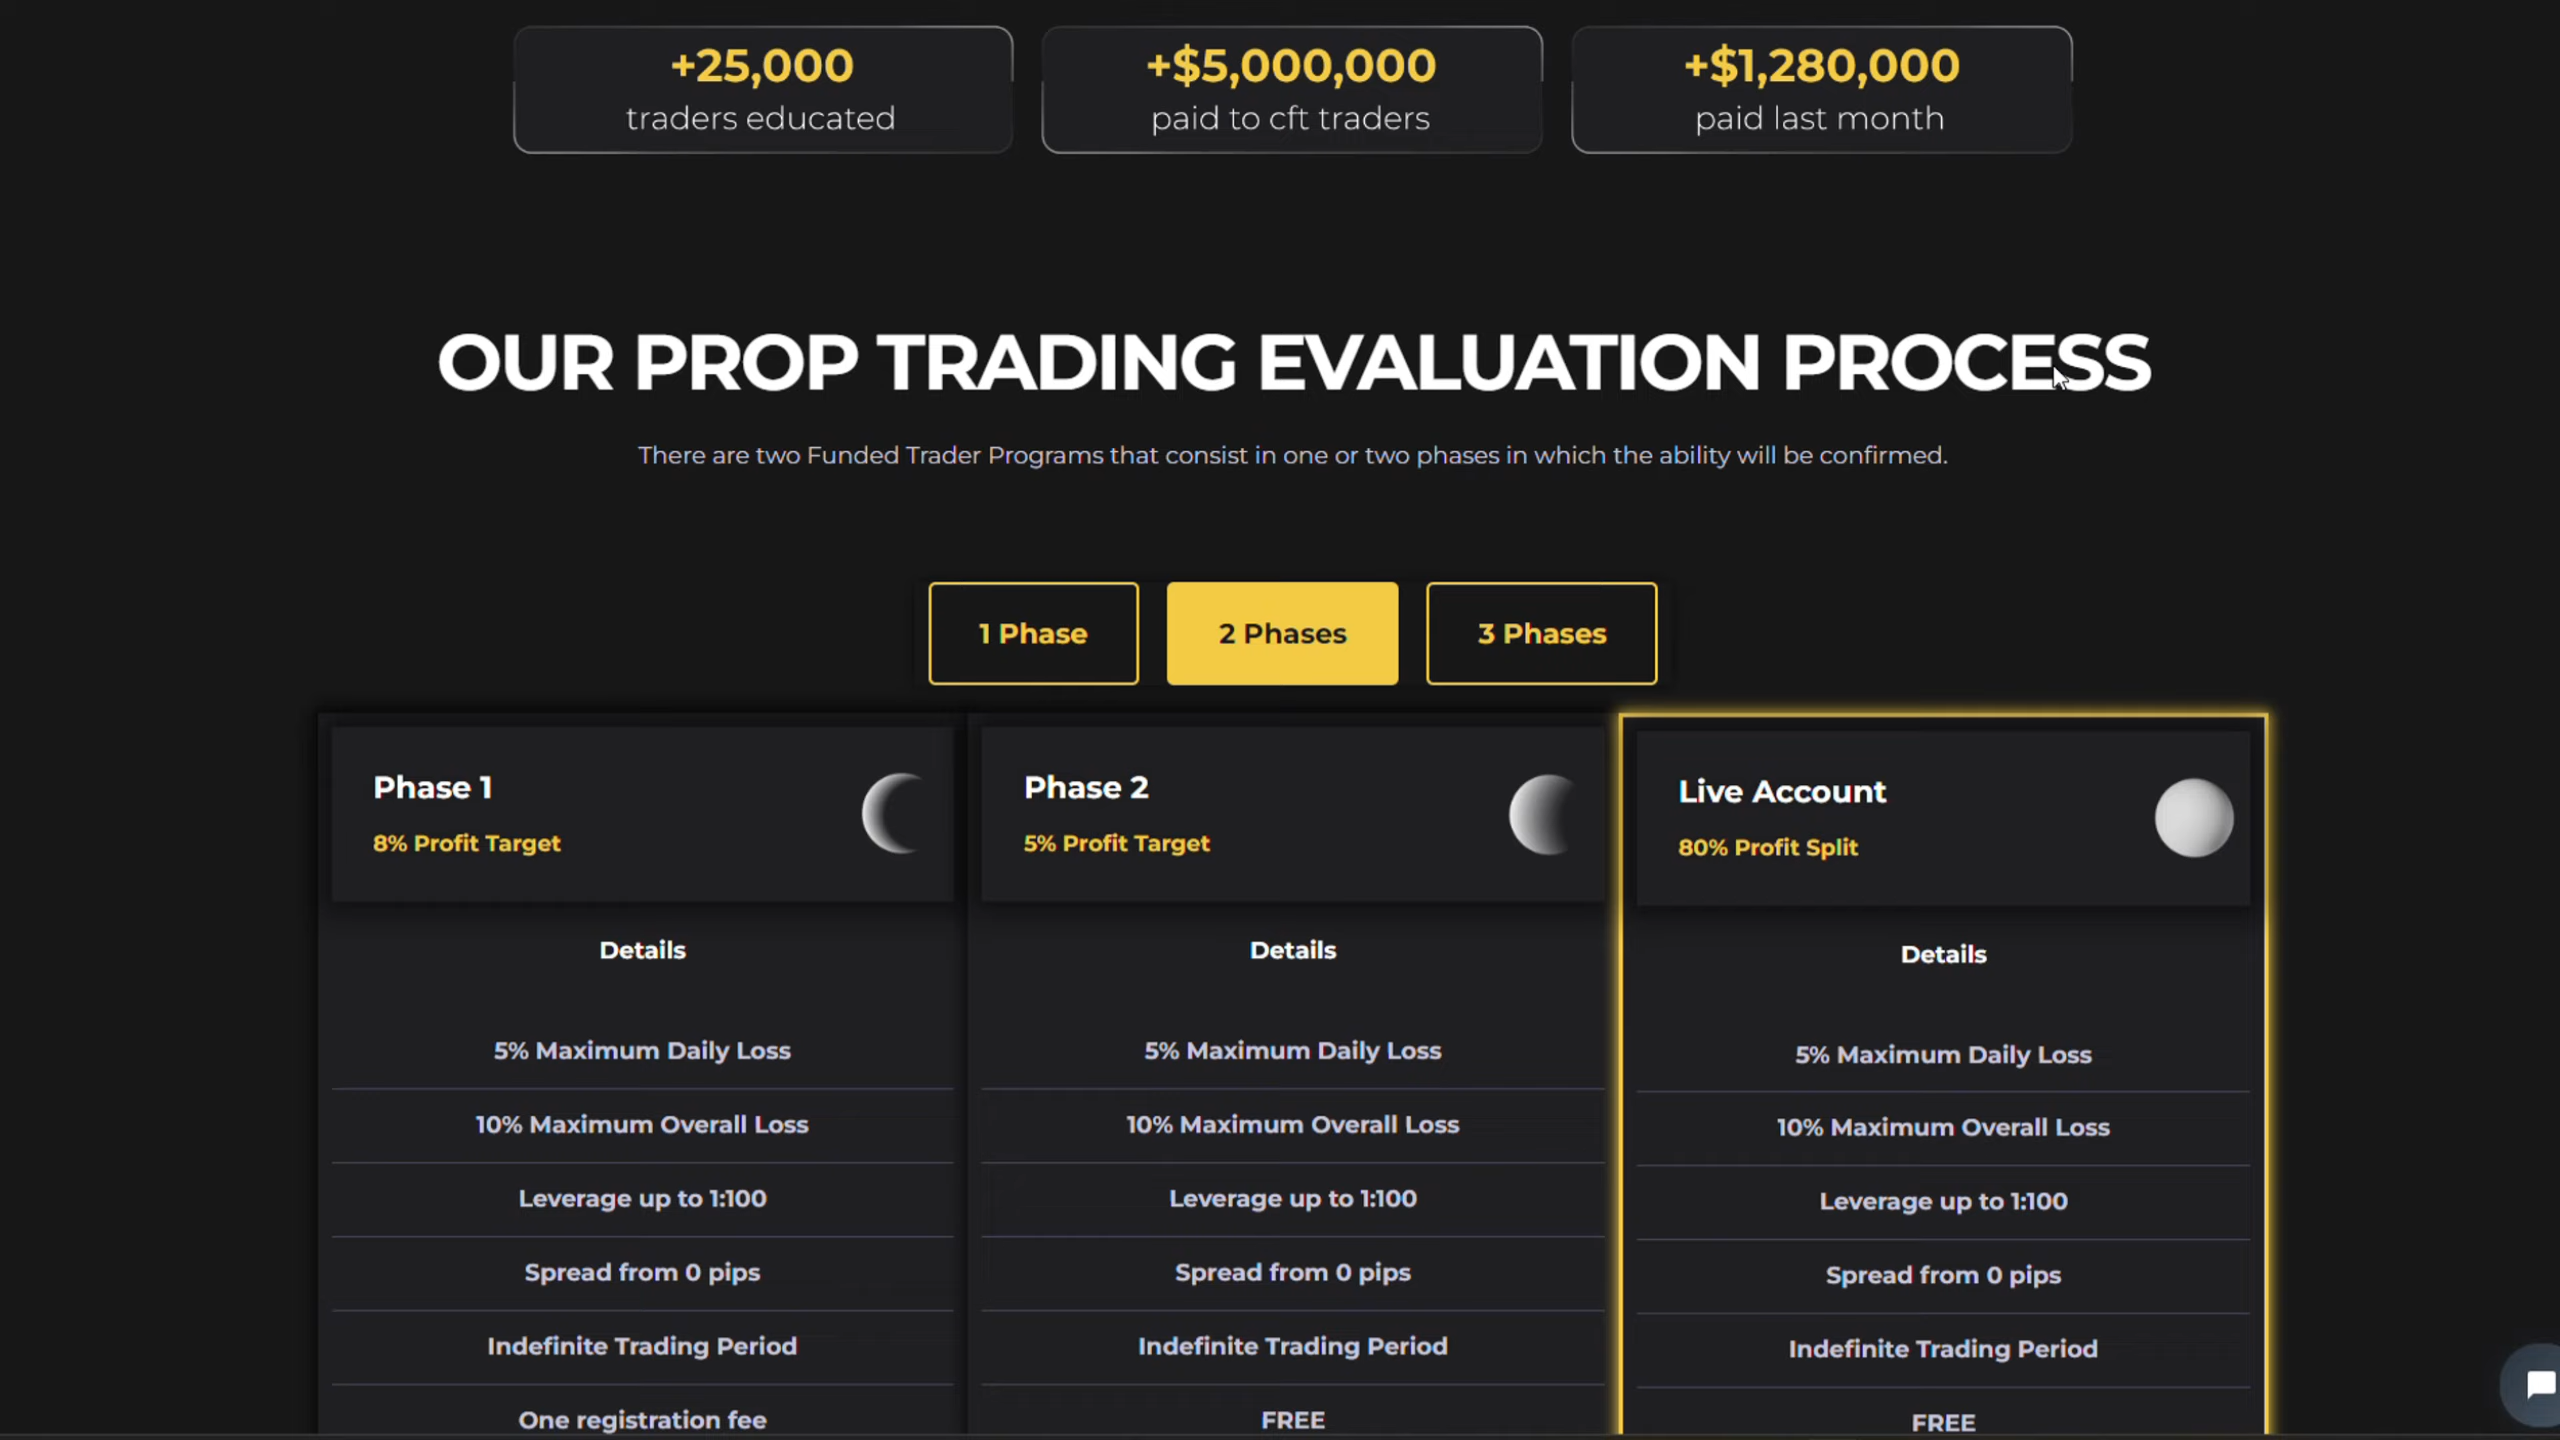 +25,000
traders educated
+$5,000,000
paid to cft traders
+$1,280,000
paid last month
OUR PROP TRADING EVALUATION PROCESS
There are two Funded Trader Programs that consist in one or two phases in which the ability will be confirmed.
1 Phase
2 Phases
3 Phases
Phase 1
8% Profit Target
Details
5% Maximum Daily Loss
10% Maximum Overall Loss
Leverage up to 1:100
Spread from 0 pips
Indefinite Trading Period
One registration fee
Phase 2
5% Profit Target
Details
5% Maximum Daily Loss
10% Maximum Overall Loss
Leverage up to 1:100
Spread from 0 pips
Indefinite Trading Period
FREE
Live Account
80% Profit Split
Details
5% Maximum Daily Loss
10% Maximum Overall Loss
Leverage up to 1:100
Spread from 0 pips
Indefinite Trading Period
FREE